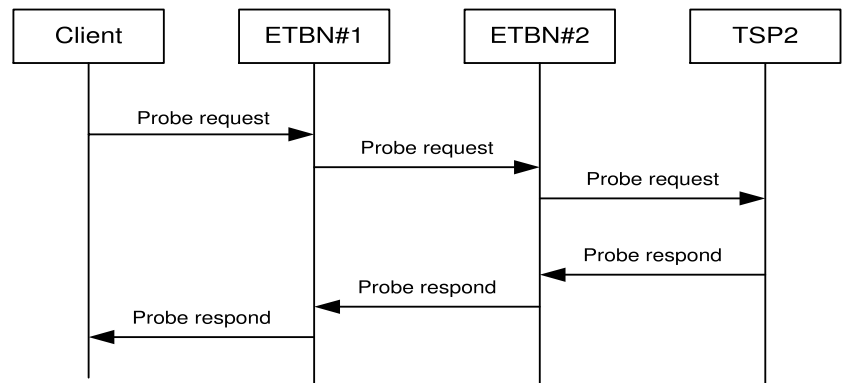 Client
ETBN#1
ETBN#2
TSP2
Probe request
Probe request
Probe request
Probe respond
Probe respond
Probe respond